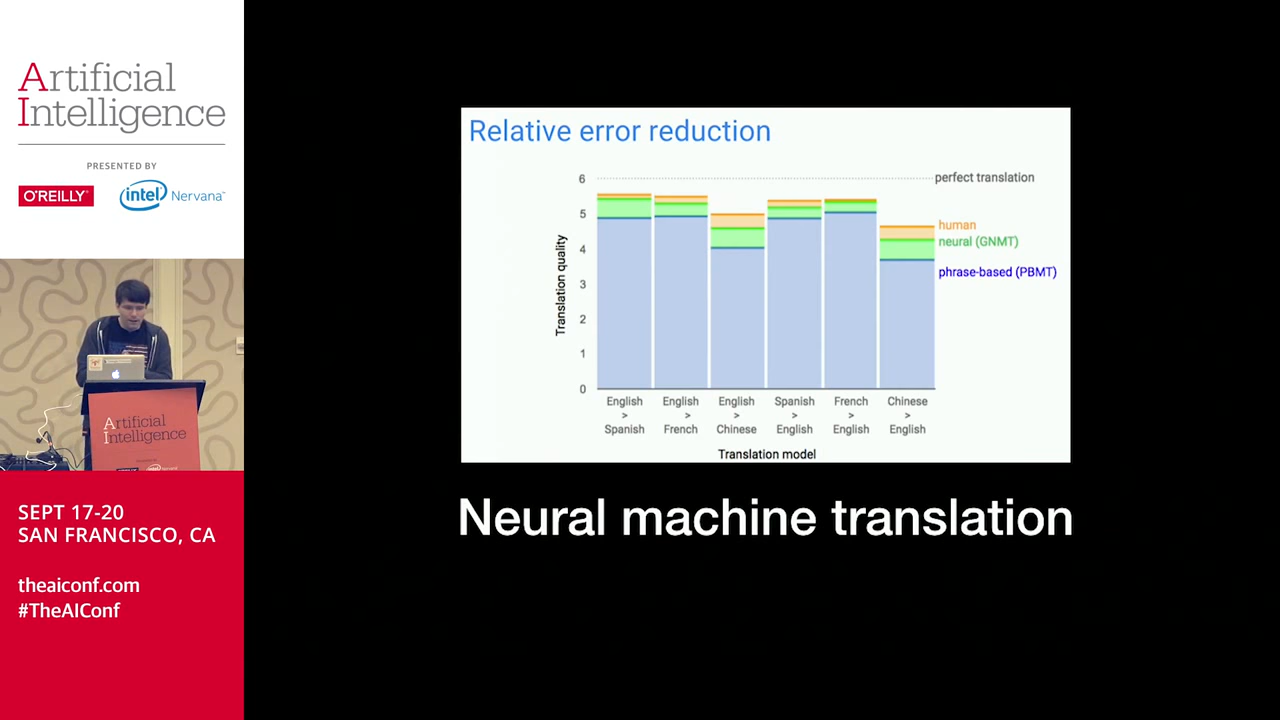 Artificial
Intelligence
PRESENTED BY
O'REILLY
intel Nervana
Artificial
Intelligence
SEPT 17-20
SAN FRANCISCO, CA
theaiconf.com
#TheAIConf
Relative error reduction
6
5
4
3
2
1
0
Translation quality
perfect translation
human
neural (GNMT)
phrase-based (PBMT)
English > Spanish
English > French
English > Chinese
Spanish > English
French > English
Chinese > English
Translation model
Neural machine translation